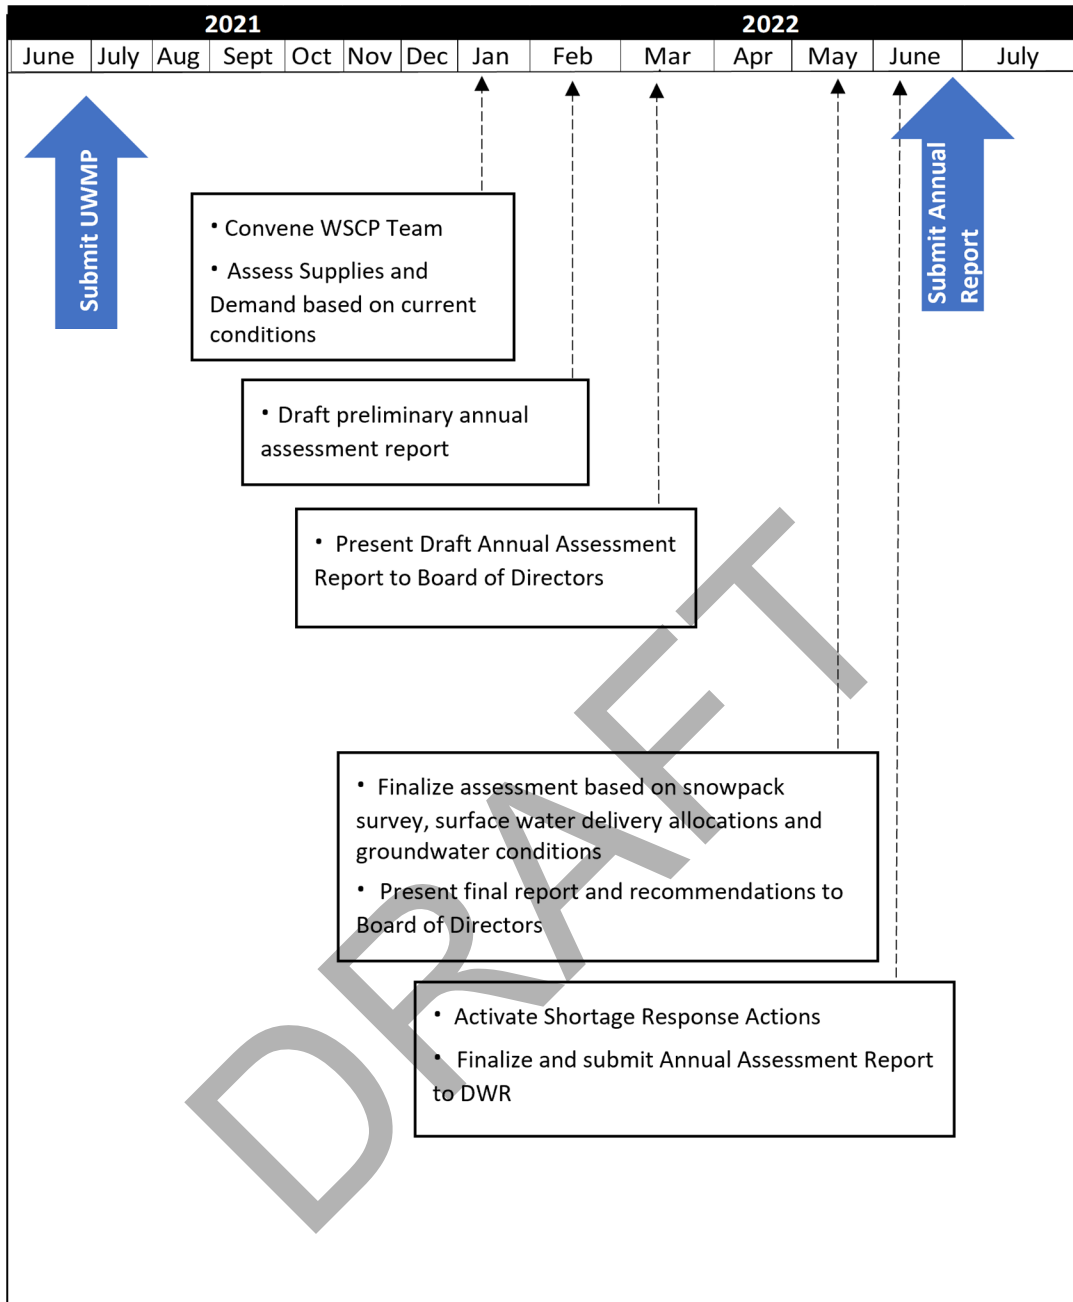 2021 2022
June July Aug Sept Oct Nov Dec Jan Feb Mar Apr May June July
Submit UWMP
Submit Annual
Report
· Convene WSCP Team
· Assess Supplies and
Demand based on current
conditions
· Draft preliminary annual
assessment report
· Present Draft Annual Assessment
Report to Board of Directors
· Finalize assessment based on snowpack
survey, surface water delivery allocations and
groundwater conditions
· Present final report and recommendations to
Board of Directors
· Activate Shortage Response Actions
· Finalize and submit Annual Assessment Report
to DWR
DRAFT